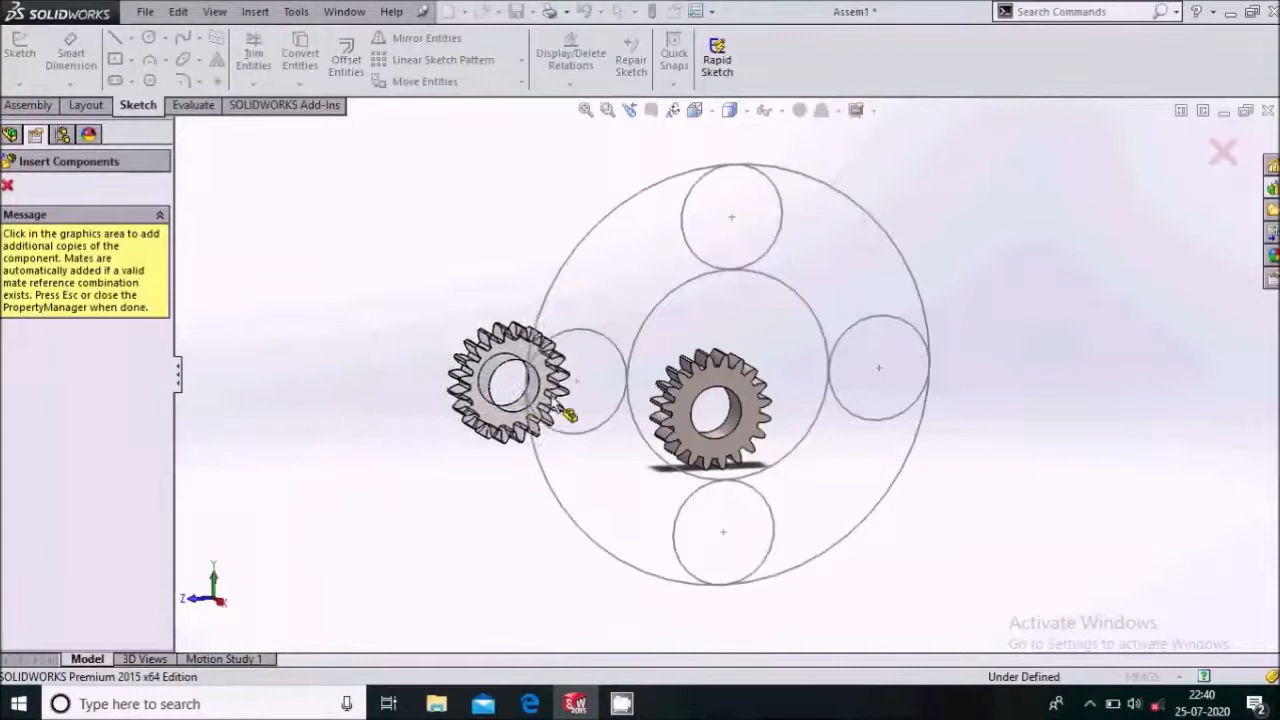 SOLIDWORKS File Edit View Insert Tools Window Help Assem1 * Search Commands
Sketch
Smart Dimension
Trim Entities
Convert Entities
Offset Entities
Mirror Entities
Linear Sketch Pattern
Move Entities
Display/Delete Relations
Repair Sketch
Quick Snaps
Rapid Sketch
Assembly Layout Sketch Evaluate SOLIDWORKS Add-Ins
Insert Components
Message
Click in the graphics area to add
additional copies of the
component. Mates are
automatically added if a valid
mate reference combination
exists. Press Esc or close the
PropertyManager when done.
Y
Z X
Activate Windows
Go to Settings to activate Windows.
Model 3D Views Motion Study 1
SOLIDWORKS Premium 2015 x64 Edition Under Defined MMGS
Type here to search
22:40
25-07-2020
2